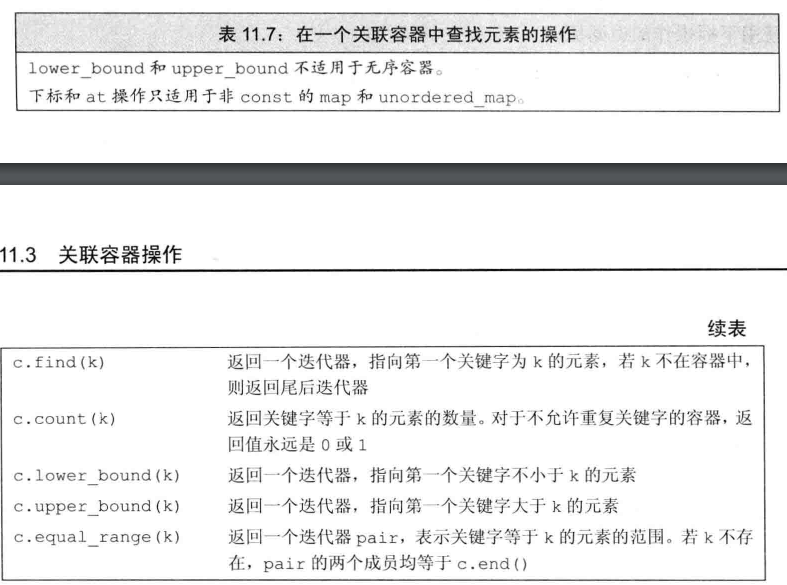 表 11.7：在一个关联容器中查找元素的操作
lower_bound 和 upper_bound 不适用于无序容器。
下标和 at 操作只适用于非 const 的 map 和 unordered_map。
11.3 关联容器操作
续表
c.find(k) 返回一个迭代器，指向第一个关键字为 k 的元素，若 k 不在容器中，
则返回尾后迭代器
c.count(k) 返回关键字等于 k 的元素的数量。对于不允许重复关键字的容器，返
回值永远是 0 或 1
c.lower_bound(k) 返回一个迭代器，指向第一个关键字不小于 k 的元素
c.upper_bound(k) 返回一个迭代器，指向第一个关键字大于 k 的元素
c.equal_range(k) 返回一个迭代器 pair，表示关键字等于 k 的元素的范围。若 k 不存
在，pair 的两个成员均等于 c.end()